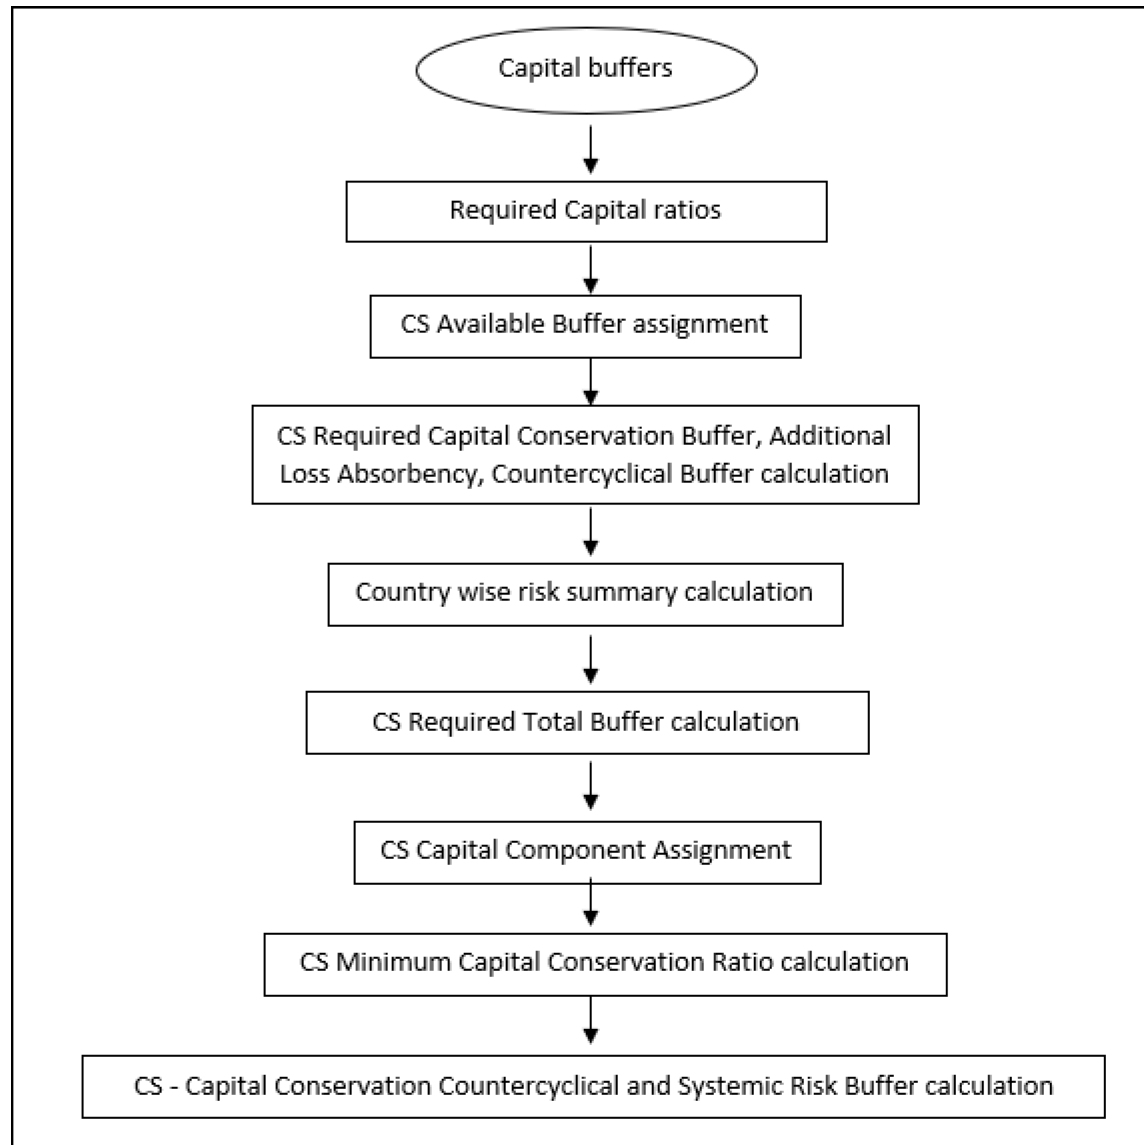 Capital buffers
Required Capital ratios
CS Available Buffer assignment
CS Required Capital Conservation Buffer, Additional
Loss Absorbency, Countercyclical Buffer calculation
Country wise risk summary calculation
CS Required Total Buffer calculation
CS Capital Component Assignment
CS Minimum Capital Conservation Ratio calculation
CS - Capital Conservation Countercyclical and Systemic Risk Buffer calculation